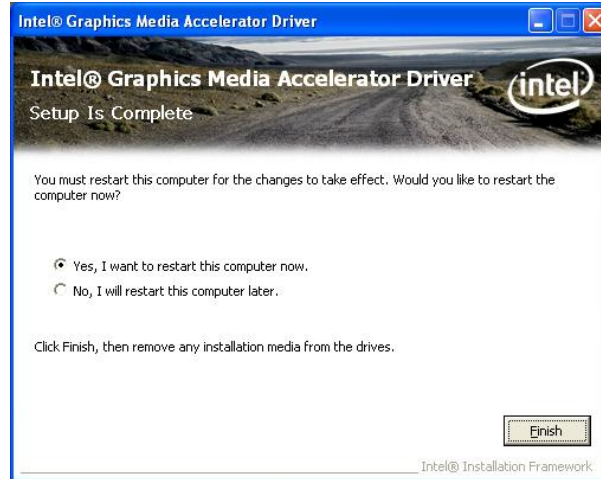 Intel® Graphics Media Accelerator Driver
Intel® Graphics Media Accelerator Driver
Setup Is Complete
intel
You must restart this computer for the changes to take effect. Would you like to restart the
computer now?
Yes, I want to restart this computer now.
No, I will restart this computer later.
Click Finish, then remove any installation media from the drives.
Finish
Intel® Installation Framework